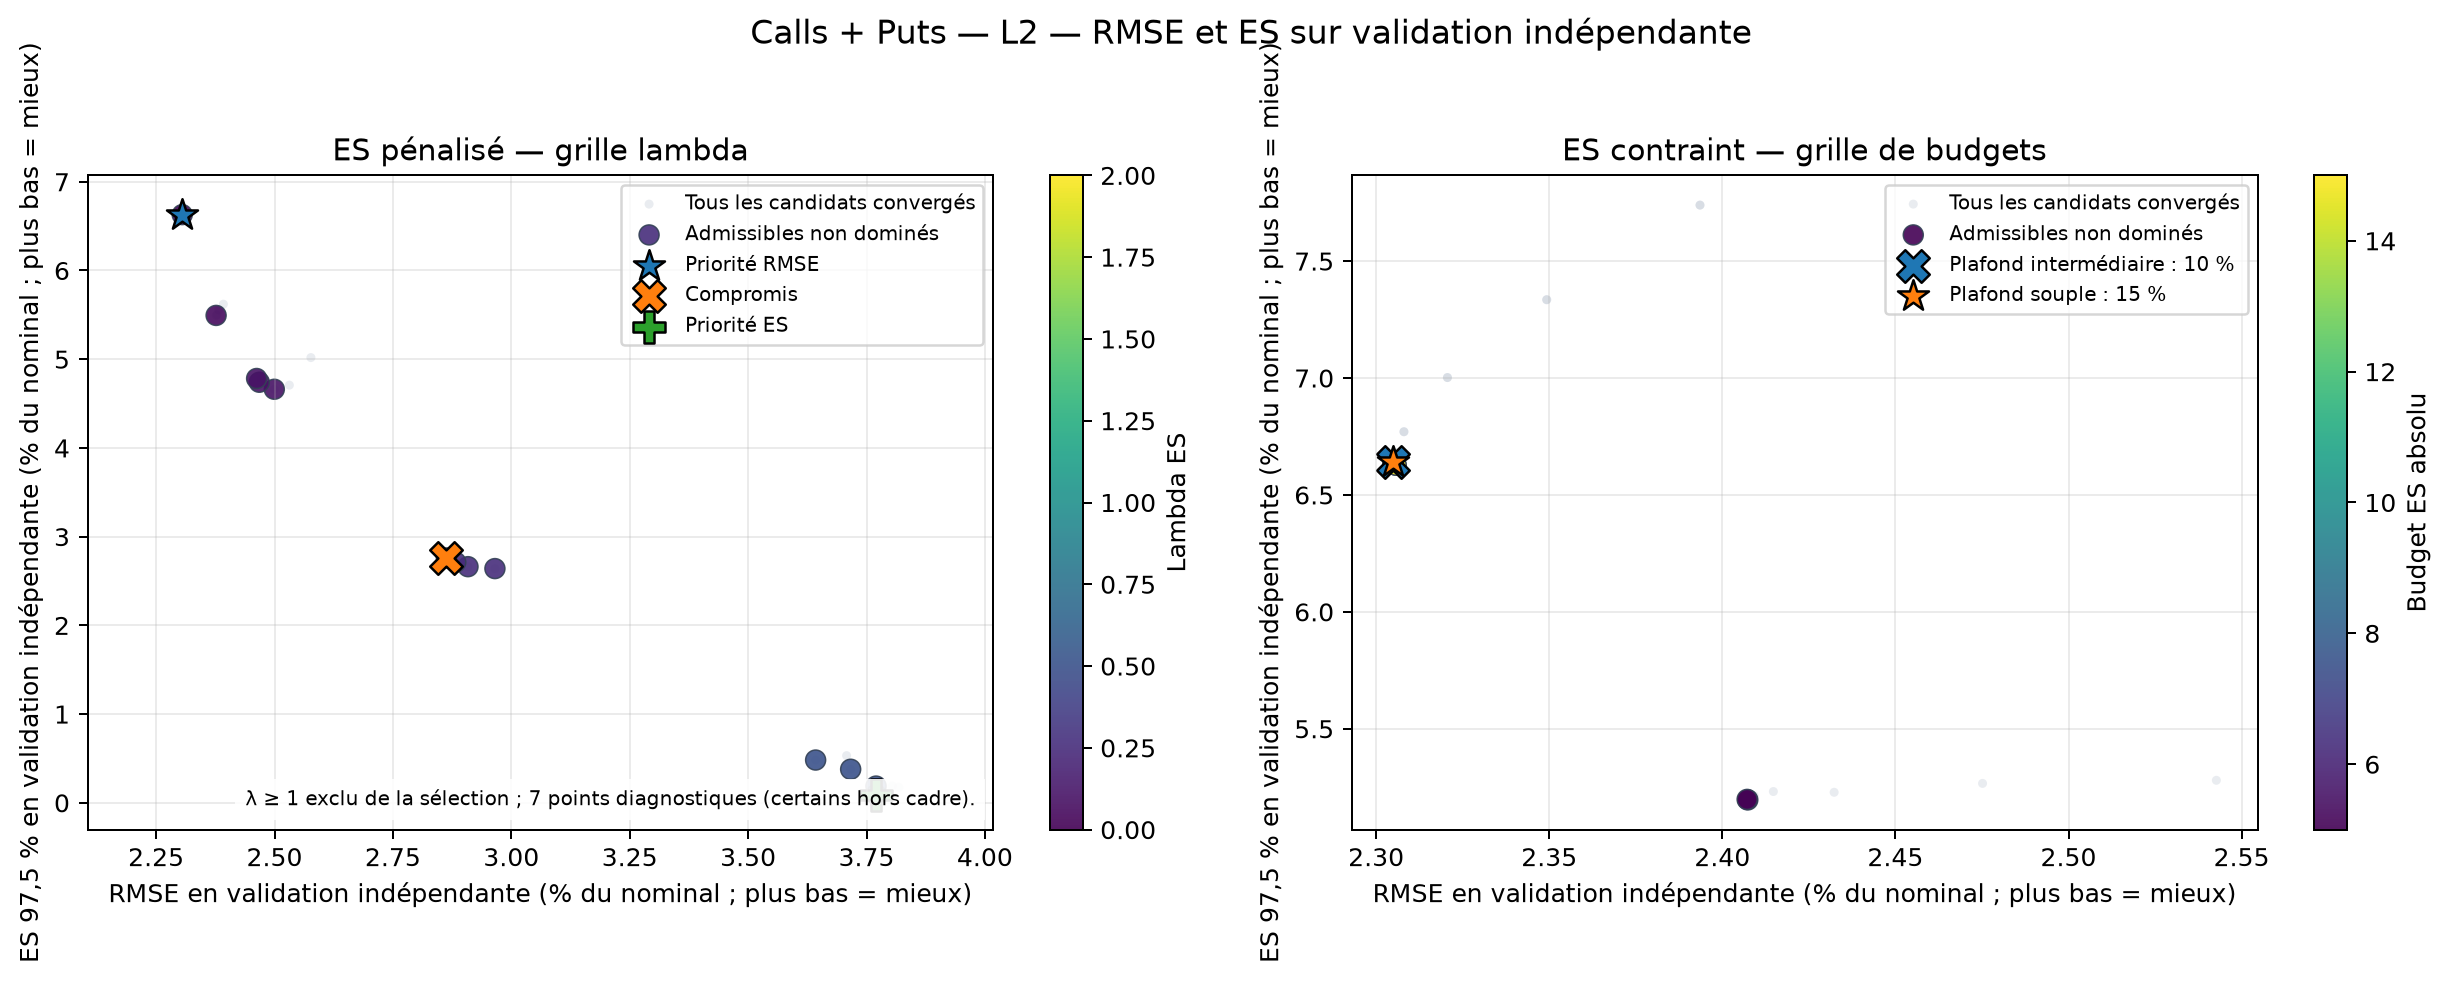 Calls + Puts — L2 — RMSE et ES sur validation indépendante
ES pénalisé — grille lambda
ES 97,5 % en validation indépendante (% du nominal ; plus bas = mieux)
7
6
5
4
3
2
1
0
Tous les candidats convergés
Admissibles non dominés
Priorité RMSE
Compromis
Priorité ES
λ ≥ 1 exclu de la sélection ; 7 points diagnostiques (certains hors cadre).
2.25 2.50 2.75 3.00 3.25 3.50 3.75 4.00
RMSE en validation indépendante (% du nominal ; plus bas = mieux)
2.00
1.75
1.50
1.25
1.00
0.75
0.50
0.25
0.00
Lambda ES
ES contraint — grille de budgets
ES 97,5 % en validation indépendante (% du nominal ; plus bas = mieux)
7.5
7.0
6.5
6.0
5.5
Tous les candidats convergés
Admissibles non dominés
Plafond intermédiaire : 10 %
Plafond souple : 15 %
2.30 2.35 2.40 2.45 2.50 2.55
RMSE en validation indépendante (% du nominal ; plus bas = mieux)
14
12
10
8
6
Budget ES absolu